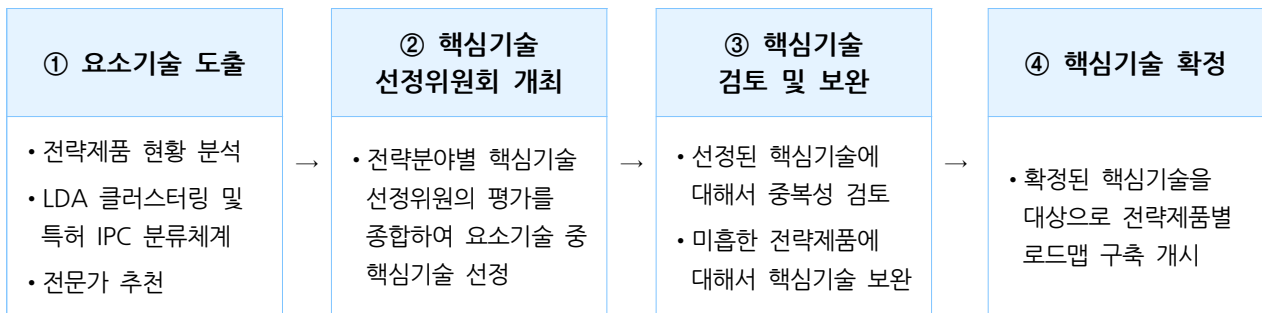 ① 요소기술 도출
• 전략제품 현황 분석
• LDA 클러스터링 및
특허 IPC 분류체계
• 전문가 추천
→
② 핵심기술
선정위원회 개최
• 전략분야별 핵심기술
선정위원의 평가를
종합하여 요소기술 중
핵심기술 선정
→
③ 핵심기술
검토 및 보완
• 선정된 핵심기술에
대해서 중복성 검토
• 미흡한 전략제품에
대해서 핵심기술 보완
→
④ 핵심기술 확정
• 확정된 핵심기술을
대상으로 전략제품별
로드맵 구축 개시